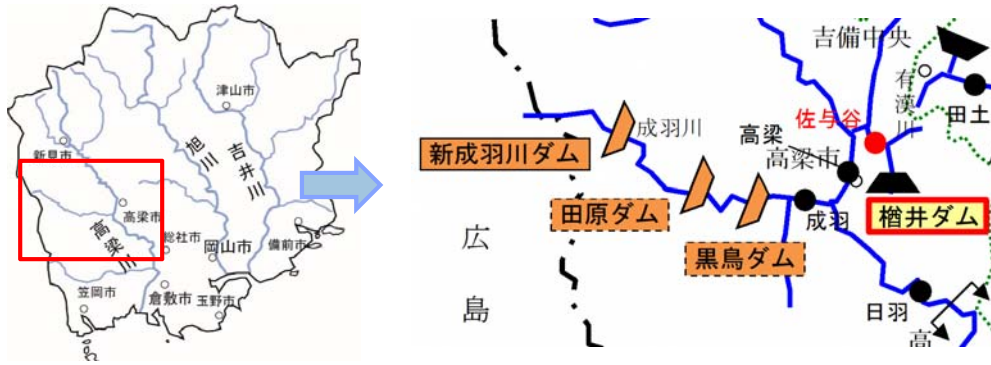 津山市
新見市
旭川
吉井川
高梁市
高梁川
総社市
岡山市
備前市
笠岡市
倉敷市
玉野市
吉備中央
有漢川
田土
佐与谷
成羽川
高梁
高梁市
新成羽川ダム
田原ダム
成羽
楢井ダム
黒鳥ダム
広島
日羽
高